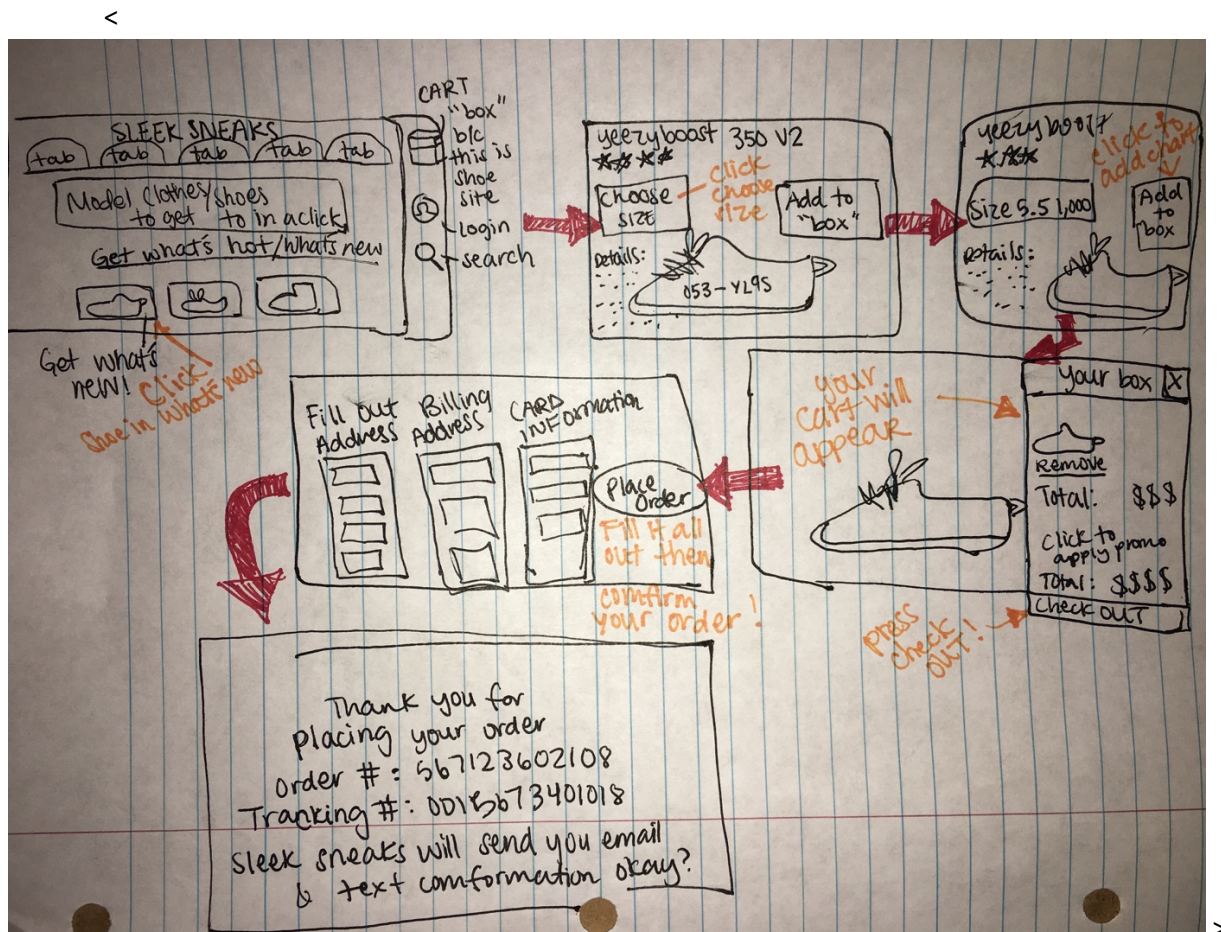 <
SLEEK SNEAKS
tab tab tab tab tab
Model Clothes/shoes
to get to in a click
Get what's hot/what's new
Get what's
new!
Click!
Shoe in what's new
CART
"box"
b/c
this is
shoe
site
login
search
yeezyboost 350 V2
Choose
SIZE
click
choose
size
Add to
"box"
Details:
053-YL95
yeezyboost
click to
add chart
Size 5.5 1,000
Add
to
box
Details:
your
cart will
appear
your box X
Remove
Total: $$$
Click to
apply promo
Total: $$$$
Check OUT
press
check
OUT!
Fill Out
Address
Billing
Address
CARD
INFormation
Place
Order
Fill it all
out then
comfirm
your order!
Thank you for
placing your order
order #: 567123602108
Tracking #:
sleek sneaks will send you email
& text comformation okay?
>